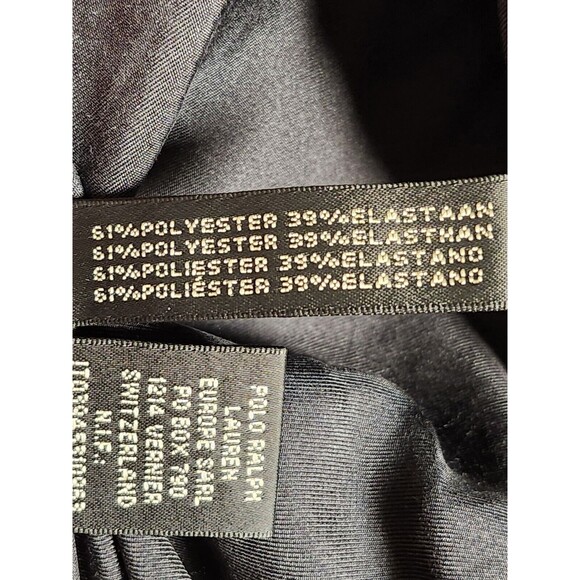 61%POLYESTER 39%ELASTAAN
61%POLYESTER 39%ELASTHAN
61%POLIESTER 39%ELASTANO
61%POLIÉSTER 39%ELASTANO
POLO RALPH
LAUREN
EUROPE SARL
PO BOX 790
1214 VERNIER
SWITZERLAND
N.I.F.: